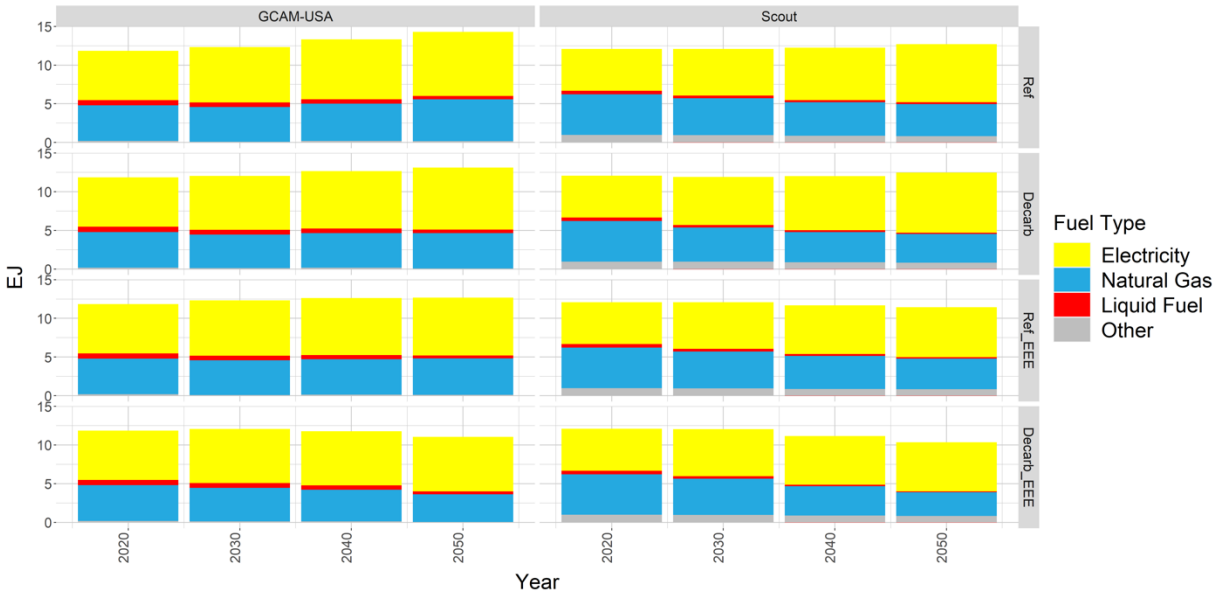 GCAM-USA Scout
15
10
5
0
Ref
15
10
5
0
Decarb
15
10
5
0
Ref_EEE
15
10
5
0
Decarb_EEE
EJ
2020 2030 2040 2050 2020 2030 2040 2050
Year
Fuel Type
Electricity
Natural Gas
Liquid Fuel
Other